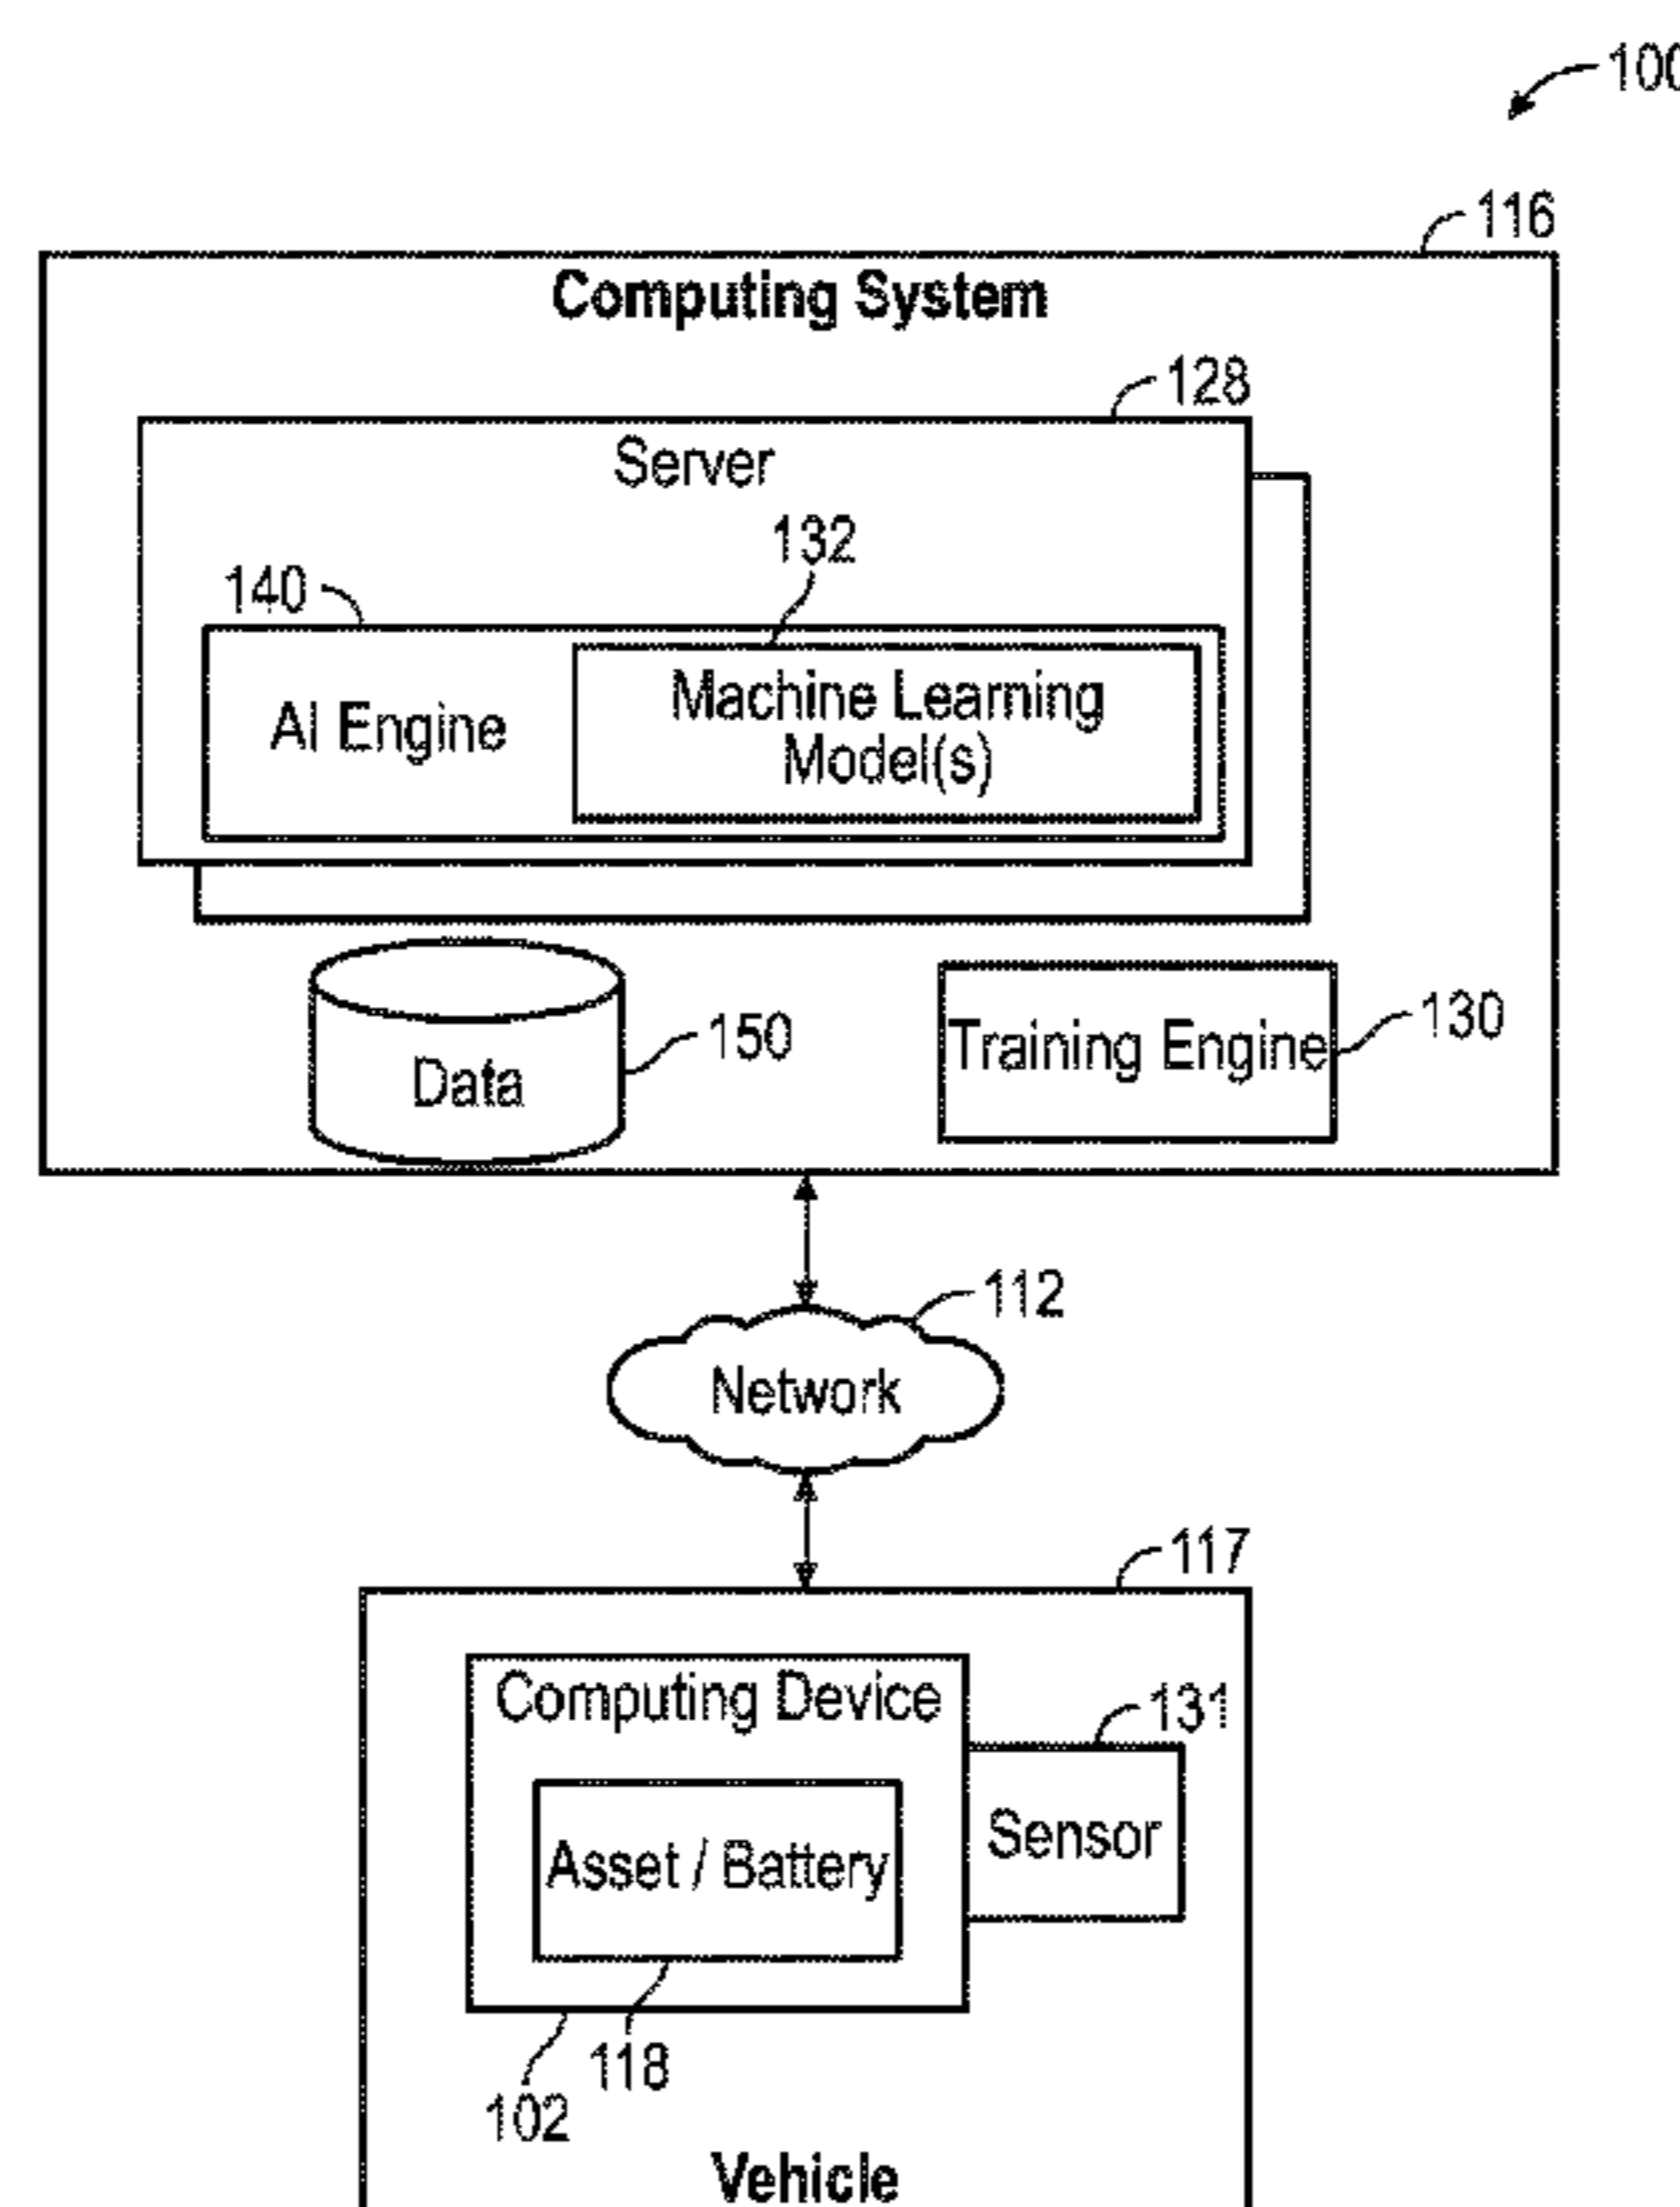 100
116
Computing System
128
Server
132
140
AI Engine
Machine Learning
Model(s)
150
Data
130
Training Engine
112
Network
117
Computing Device
131
Sensor
Asset / Battery
118
102
Vehicle